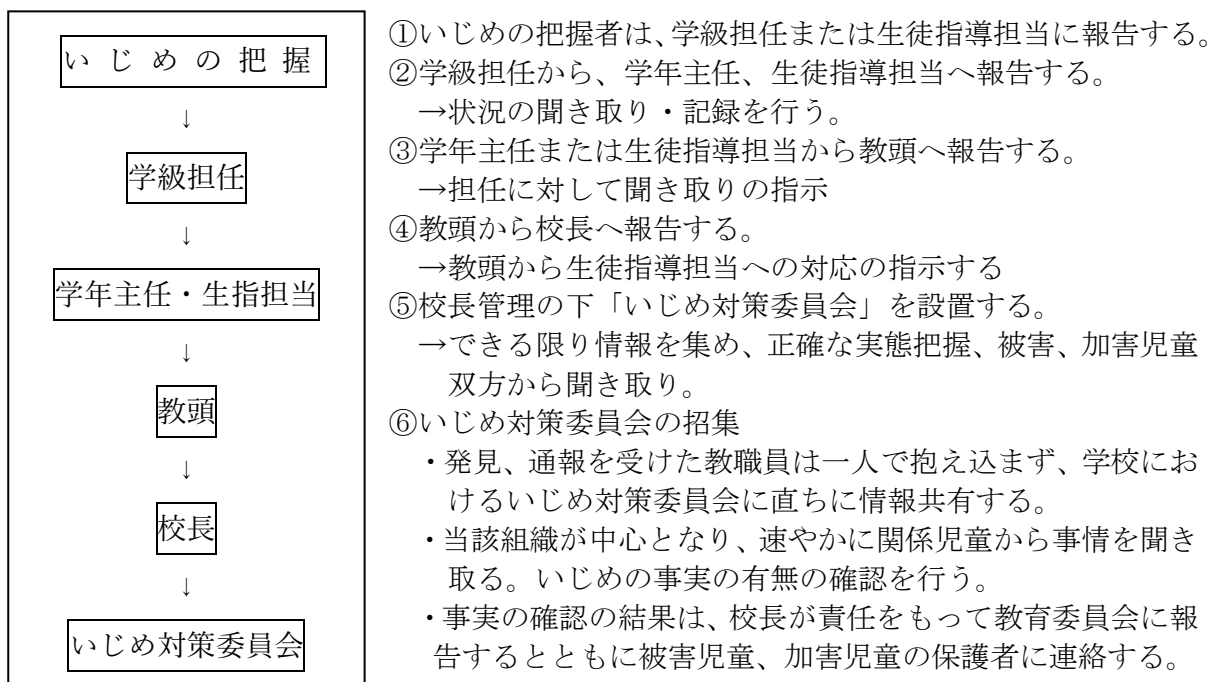 いじめの把握
↓
学級担任
↓
学年主任・生指担当
↓
教頭
↓
校長
↓
いじめ対策委員会
①いじめの把握者は、学級担任または生徒指導担当に報告する。
②学級担任から、学年主任、生徒指導担当へ報告する。
→状況の聞き取り・記録を行う。
③学年主任または生徒指導担当から教頭へ報告する。
→担任に対して聞き取りの指示
④教頭から校長へ報告する。
→教頭から生徒指導担当への対応の指示する
⑤校長管理の下「いじめ対策委員会」を設置する。
→できる限り情報を集め、正確な実態把握、被害、加害児童
双方から聞き取り。
⑥いじめ対策委員会の招集
・発見、通報を受けた教職員は一人で抱え込まず、学校にお
けるいじめ対策委員会に直ちに情報共有する。
・当該組織が中心となり、速やかに関係児童から事情を聞き
取る。いじめの事実の有無の確認を行う。
・事実の確認の結果は、校長が責任をもって教育委員会に報
告するとともに被害児童、加害児童の保護者に連絡する。